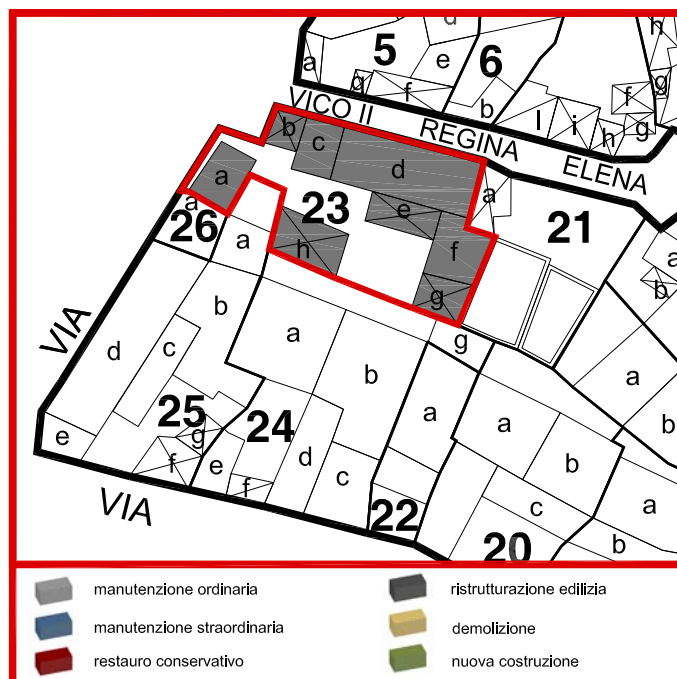 d
h
5
6
a
e
g
f
b
l
i
h
g
f
g
VICO II
REGINA
ELENA
b
c
d
a
a
23
e
a
21
26
a
h
f
g
a
b
VIA
d
c
b
a
b
g
a
b
a
a
25
g
24
e
f
e
f
d
c
b
c
a
b
22
20
VIA
manutenzione ordinaria
manutenzione straordinaria
restauro conservativo
ristrutturazione edilizia
demolizione
nuova costruzione